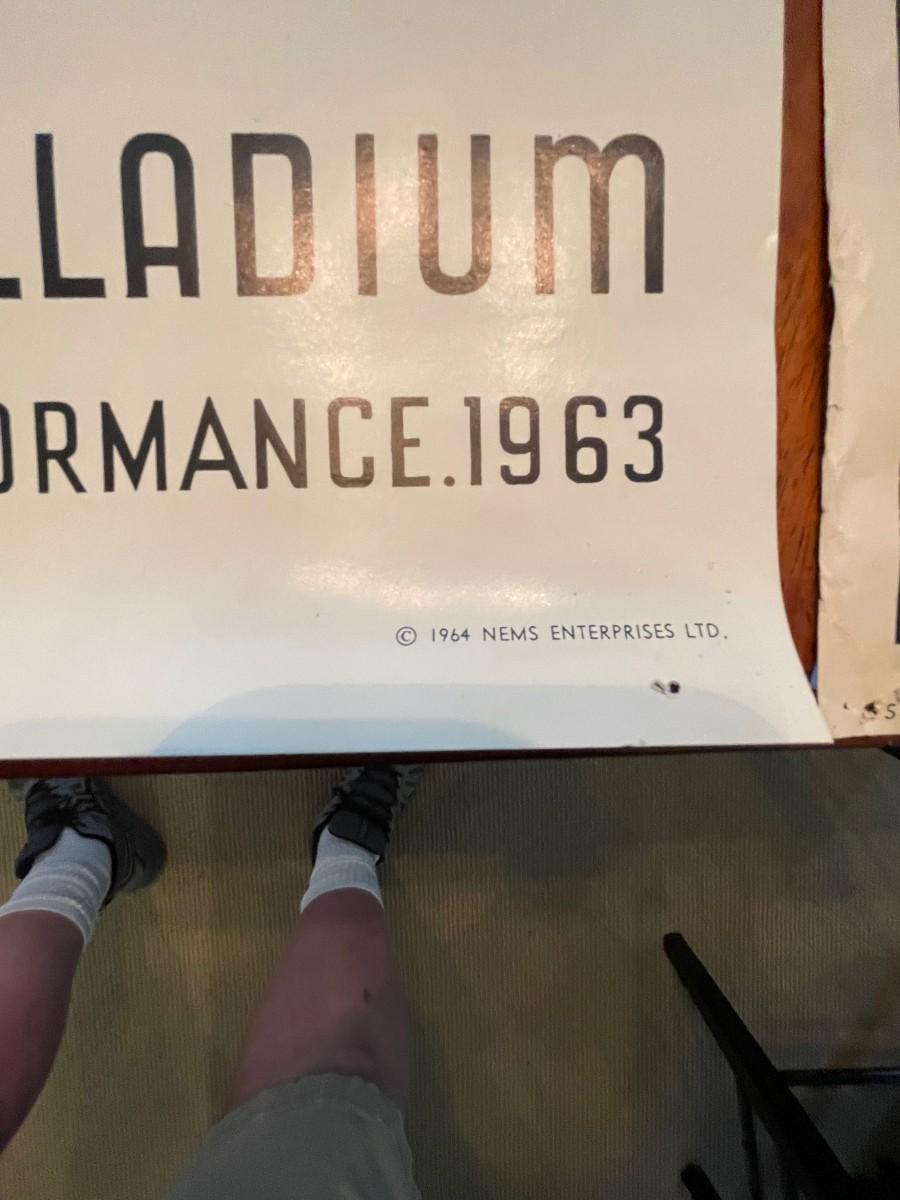 LLADIUM
ORMANCE.1963
© 1964 NEMS ENTERPRISES LTD.
S